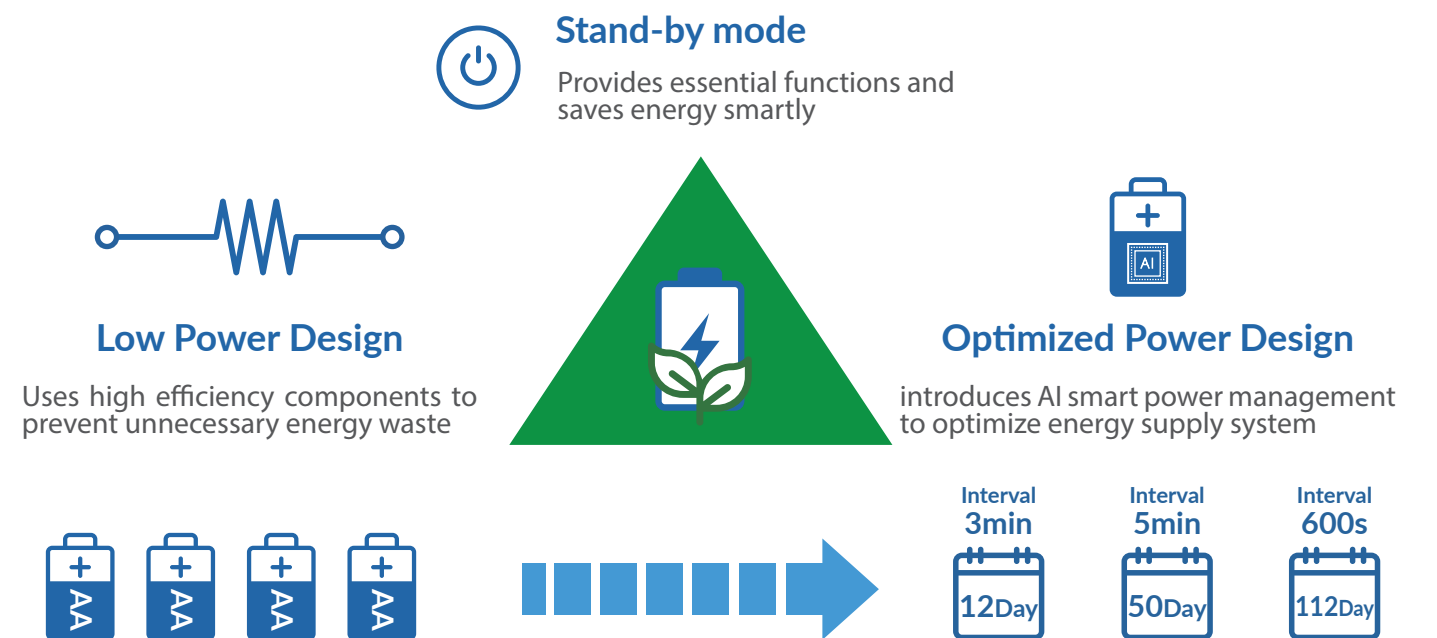 Stand-by mode
Provides essential functions and
saves energy smartly
AI
Low Power Design
Uses high efficiency components to
prevent unnecessary energy waste
Optimized Power Design
introduces AI smart power management
to optimize energy supply system
AA
AA
AA
AA
Interval
3min
12Day
Interval
5min
50Day
Interval
600s
112Day